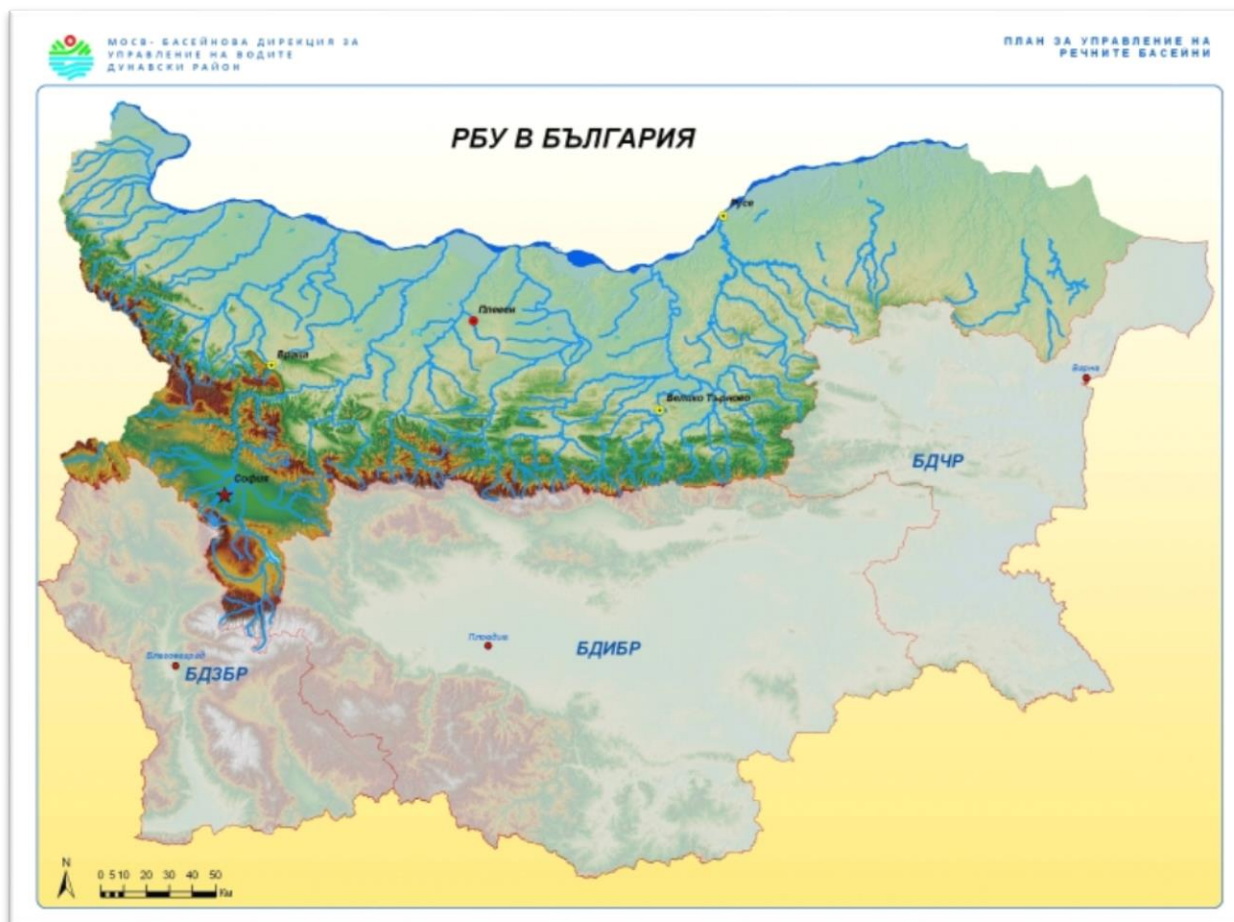 МОСВ- БАСЕЙНОВА ДИРЕКЦИЯ ЗА
УПРАВЛЕНИЕ НА ВОДИТЕ
ДУНАВСКИ РАЙОН
ПЛАН ЗА УПРАВЛЕНИЕ НА
РЕЧНИТЕ БАСЕЙНИ
РБУ В БЪЛГАРИЯ
Русе
Плевен
Враца
Варна
Велико Търново
БДЧР
София
Пловдив
БДИБР
Благоевград
БДЗБР
N
0 5 10 20 30 40 50
Км